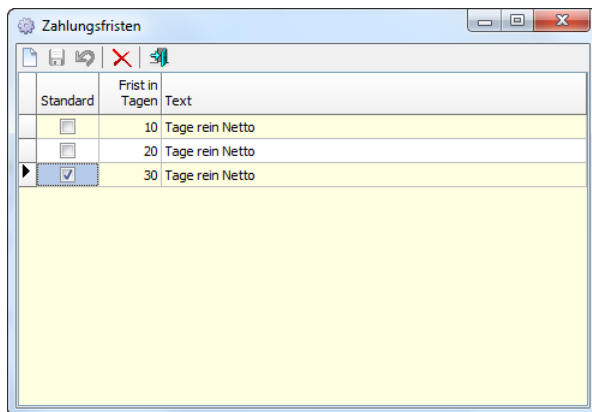 Zahlungsfristen
Standard Frist in Tagen Text
10 Tage rein Netto
20 Tage rein Netto
30 Tage rein Netto